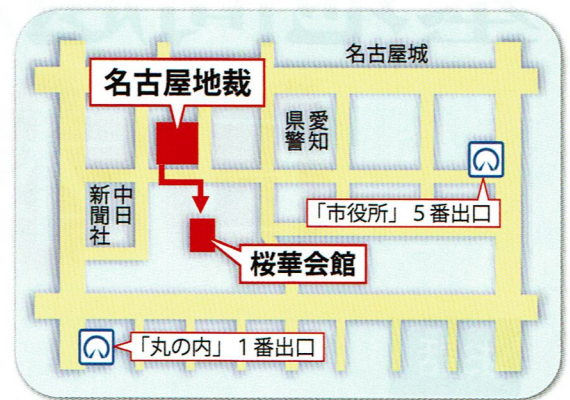 名古屋城
名古屋地裁
愛知
県警
中日
新聞社
「市役所」5番出口
桜華会館
「丸の内」1番出口